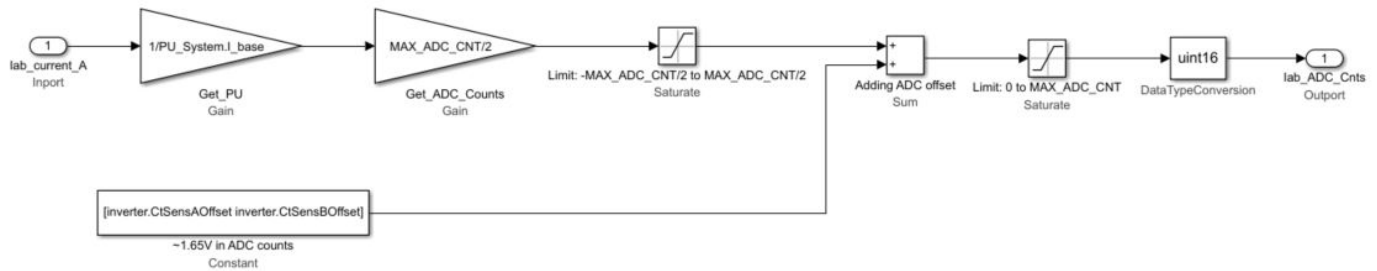 1
Iab_current_A
Inport
1/PU_System.I_base
Get_PU
Gain
MAX_ADC_CNT/2
Get_ADC_Counts
Gain
Limit: -MAX_ADC_CNT/2 to MAX_ADC_CNT/2
Saturate
+
+
Adding ADC offset
Sum
Limit: 0 to MAX_ADC_CNT
Saturate
uint16
DataTypeConversion
1
Iab_ADC_Cnts
Outport
[inverter.CtSensAOffset inverter.CtSensBOffset]
~1.65V in ADC counts
Constant